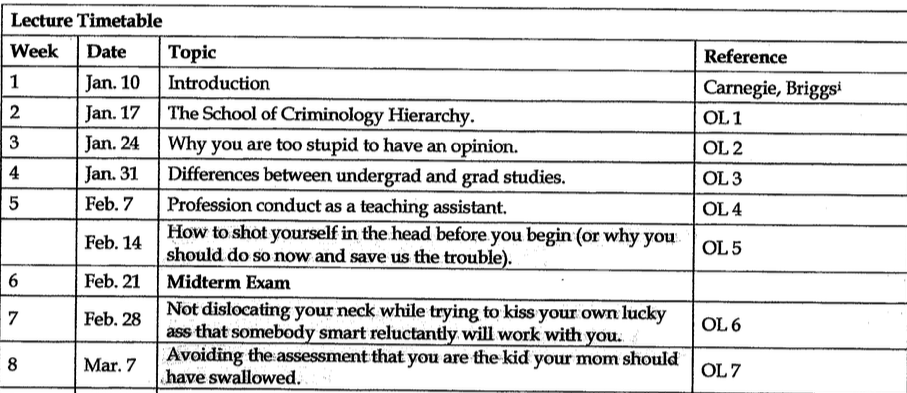 Lecture Timetable
Week Date Topic Reference
1 Jan. 10 Introduction Carnegie, Briggsⁱ
2 Jan. 17 The School of Criminology Hierarchy. OL 1
3 Jan. 24 Why you are too stupid to have an opinion. OL 2
4 Jan. 31 Differences between undergrad and grad studies. OL 3
5 Feb. 7 Profession conduct as a teaching assistant. OL 4
Feb. 14 How to shot yourself in the head before you begin (or why you
should do so now and save us the trouble). OL 5
6 Feb. 21 Midterm Exam
7 Feb. 28 Not dislocating your neck while trying to kiss your own lucky
ass that somebody smart reluctantly will work with you. OL 6
8 Mar. 7 Avoiding the assessment that you are the kid your mom should
have swallowed. OL 7